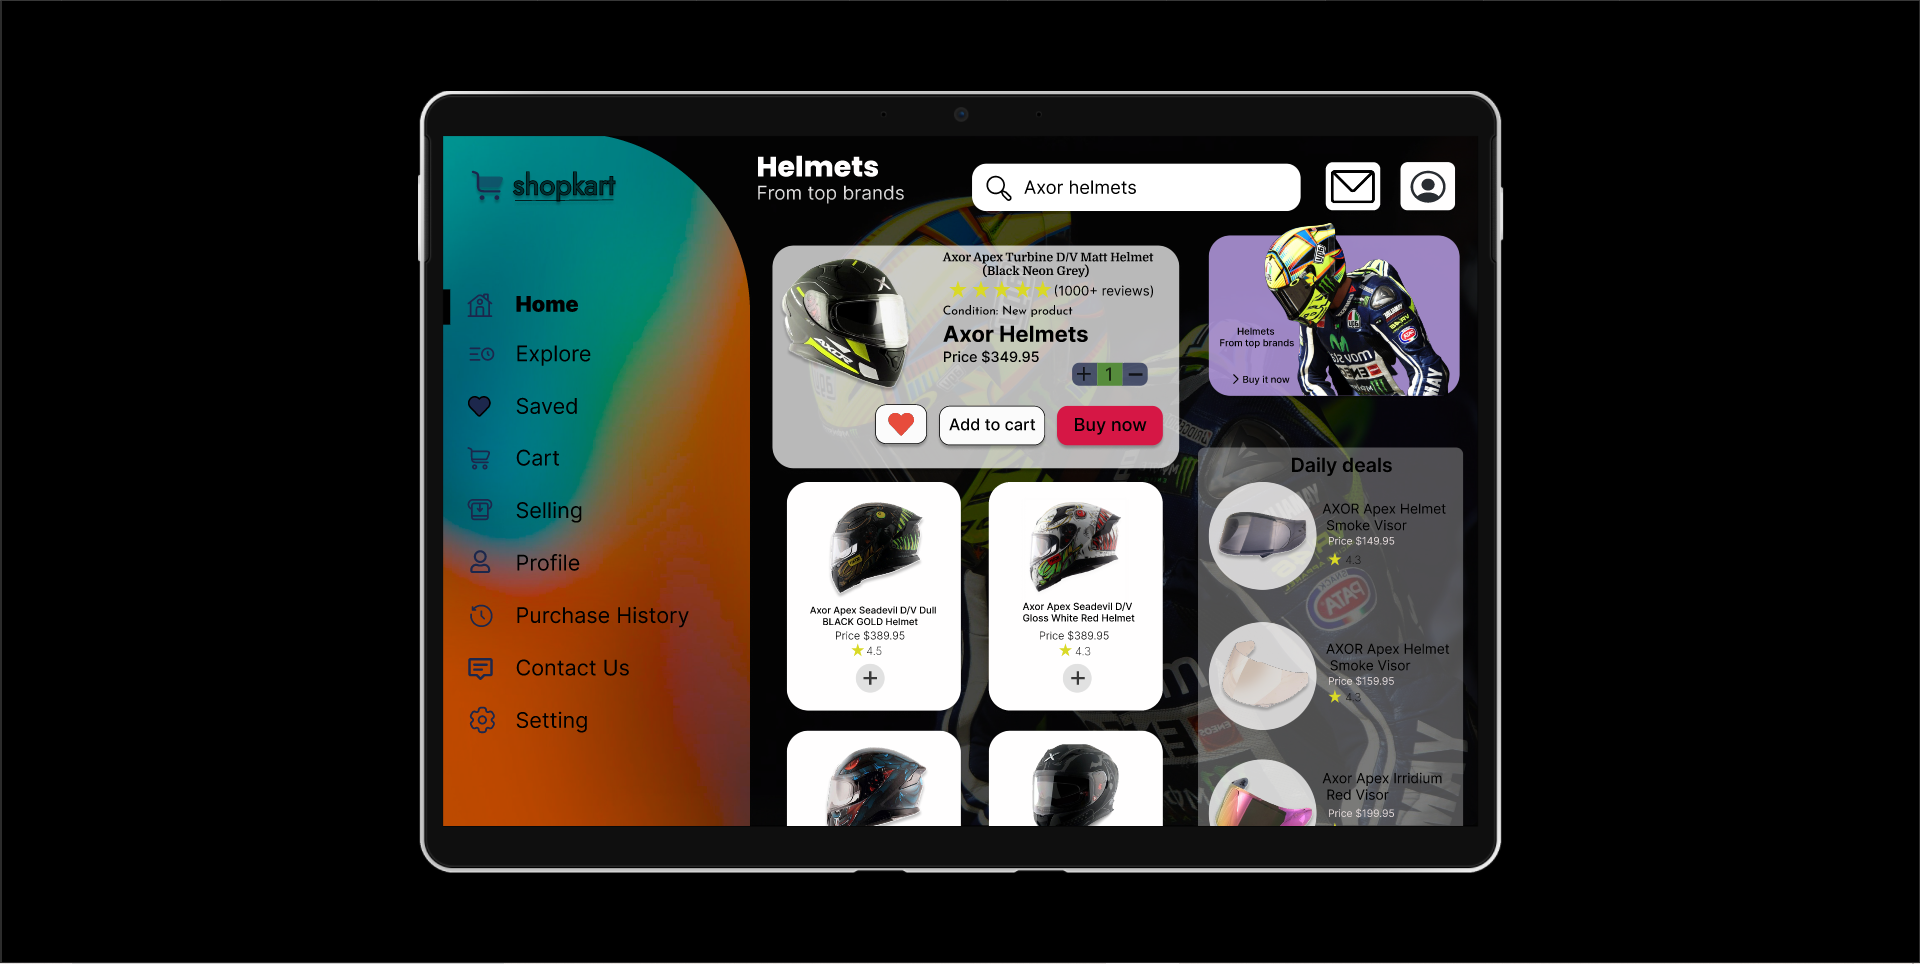 shopkart
Home
Explore
Saved
Cart
Selling
Profile
Purchase History
Contact Us
Setting
Helmets
From top brands
Axor helmets
Axor Apex Turbine D/V Matt Helmet
(Black Neon Grey)
(1000+ reviews)
Condition: New product
Axor Helmets
Price $349.95
+ 1 −
Add to cart
Buy now
AXOR
Helmets
From top brands
> Buy it now
Axor Apex Seadevil D/V Dull
BLACK GOLD Helmet
Price $389.95
4.5
+
Axor Apex Seadevil D/V
Gloss White Red Helmet
Price $389.95
4.3
+
Daily deals
AXOR Apex Helmet
Smoke Visor
Price $149.95
4.3
AXOR Apex Helmet
Smoke Visor
Price $159.95
4.3
Axor Apex Irridium
Red Visor
Price $199.95